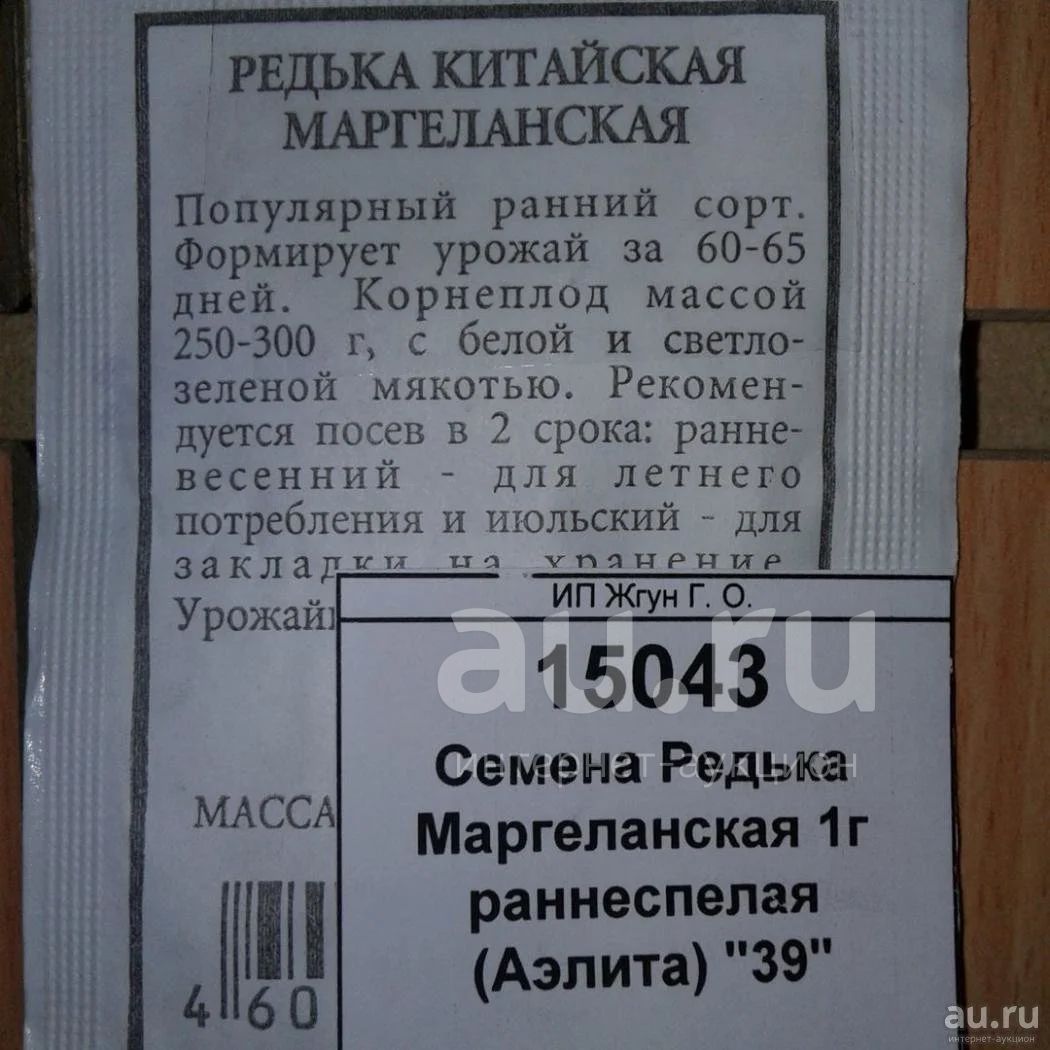 РЕДЬКА КИТАЙСКАЯ
МАРГЕЛАНСКАЯ
Популярный ранний сорт.
Формирует урожай за 60-65
дней. Корнеплод массой
250-300 г, с белой и светло-
зеленой мякотью. Рекомен-
дуется посев в 2 срока: ранне-
весенний - для летнего
потребления и июльский - для
закладки на хранение.
ИП Жгун Г. О.
15043
Семена Редька
Маргеланская 1г
раннеспелая
(Аэлита) "39"
МАССА
4 60
au.ru
интернет-аукцион
au.ru
интернет-аукцион